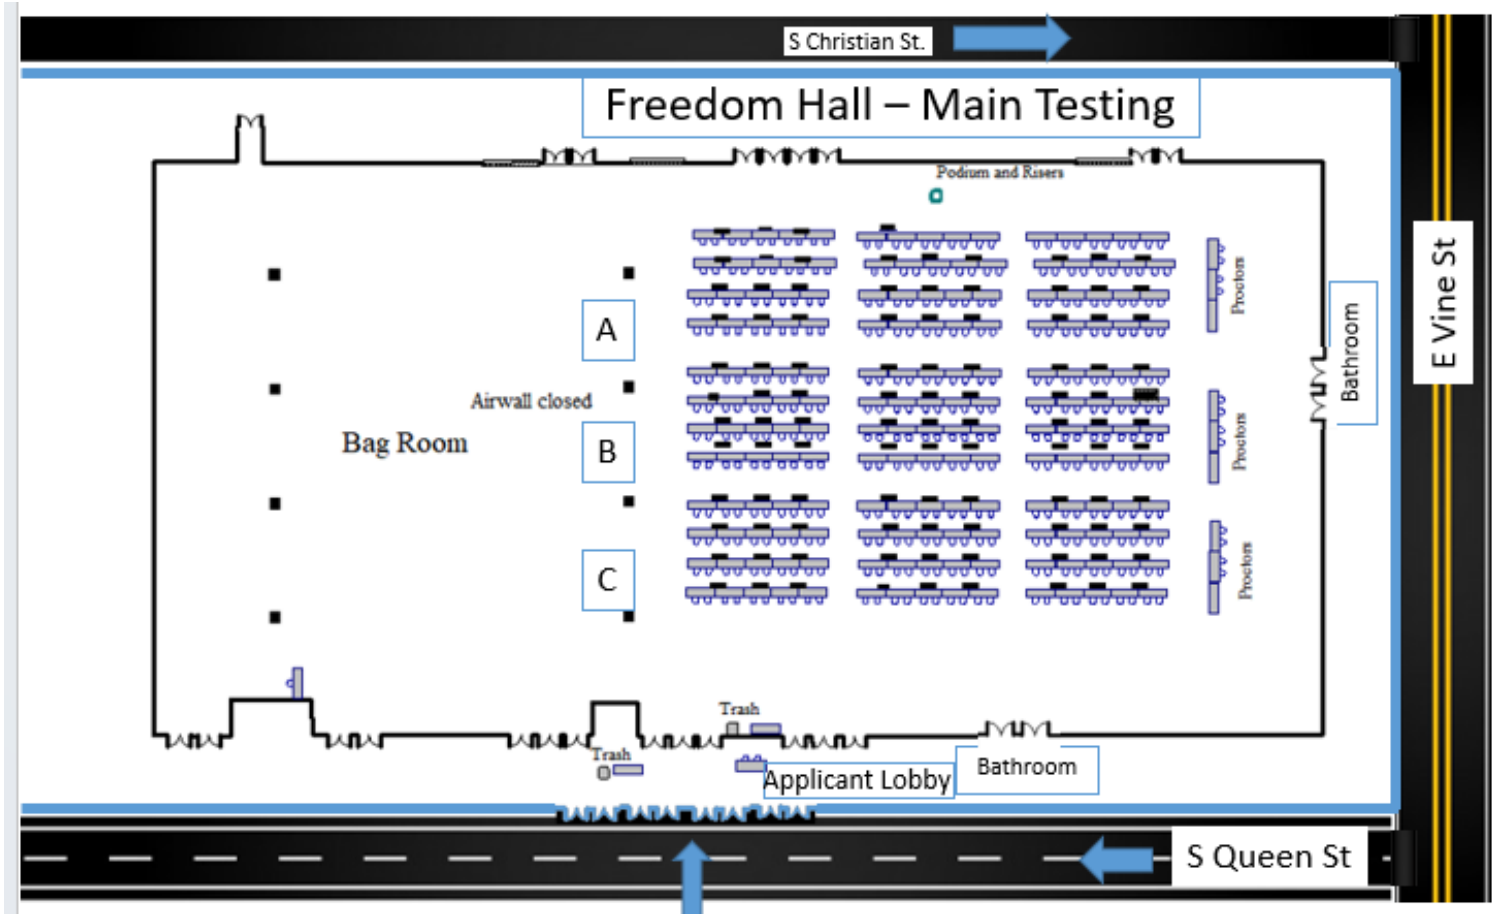 S Christian St.
Freedom Hall – Main Testing
Podium and Risers
Proctors
E Vine St
A
Bathroom
Airwall closed
Bag Room
B
Proctors
C
Proctors
Trash
Trash
Applicant Lobby
Bathroom
S Queen St